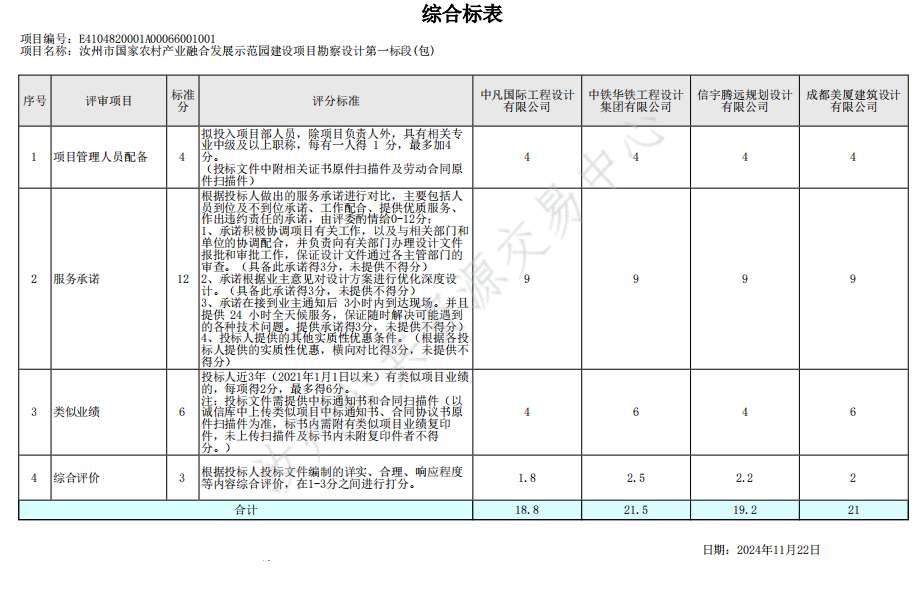 综合标表
项目编号：E4104820001A00066001001
项目名称：汝州市国家农村产业融合发展示范园建设项目勘察设计第一标段(包)
序号 评审项目 标准分 评分标准 中凡国际工程设计有限公司 中铁华铁工程设计集团有限公司 信宇腾远规划设计有限公司 成都美厦建筑设计有限公司
1 项目管理人员配备 4
拟投入项目部人员，除项目负责人外，具有相关专
业中级及以上职称，每有一人得 1 分，最多加4
分。
（投标文件中附相关证书原件扫描件及劳动合同原
件扫描件）
4 4 4 4
2 服务承诺 12
根据投标人做出的服务承诺进行对比，主要包括人
员到位及不到位承诺、工作配合、提供优质服务、
作出违约责任的承诺，由评委酌情给0-12分；
1、承诺积极协调项目有关工作，以及与相关部门和
单位的协调配合，并负责向有关部门办理设计文件
报批和审批工作，保证设计文件通过各主管部门的
审查。（具备此承诺得3分，未提供不得分）
2、承诺根据业主意见对设计方案进行优化深度设
计。（具备此承诺得3分，未提供不得分）
3、承诺在接到业主通知后 3小时内到达现场。并且
提供 24 小时全天候服务，保证随时解决可能遇到
的各种技术问题。提供承诺得3分，未提供不得分）
4、投标人提供的其他实质性优惠条件。（根据各投
标人提供的实质性优惠，横向对比得3分，未提供不
得分）
9 9 9 9
3 类似业绩 6
投标人近3年（2021年1月1日以来）有类似项目业绩
的，每项得2分，最多得6分。
注：投标文件需提供中标通知书和合同扫描件（以
诚信库中上传类似项目中标通知书、合同协议书原
件扫描件为准，标书内需附有类似项目业绩复印
件，未上传扫描件及标书内未附复印件者不得
分。）
4 6 4 6
4 综合评价 3
根据投标人投标文件编制的详实、合理、响应程度
等内容综合评价，在1-3分之间进行打分。
1.8 2.5 2.2 2
合计 18.8 21.5 19.2 21
日期：2024年11月22日